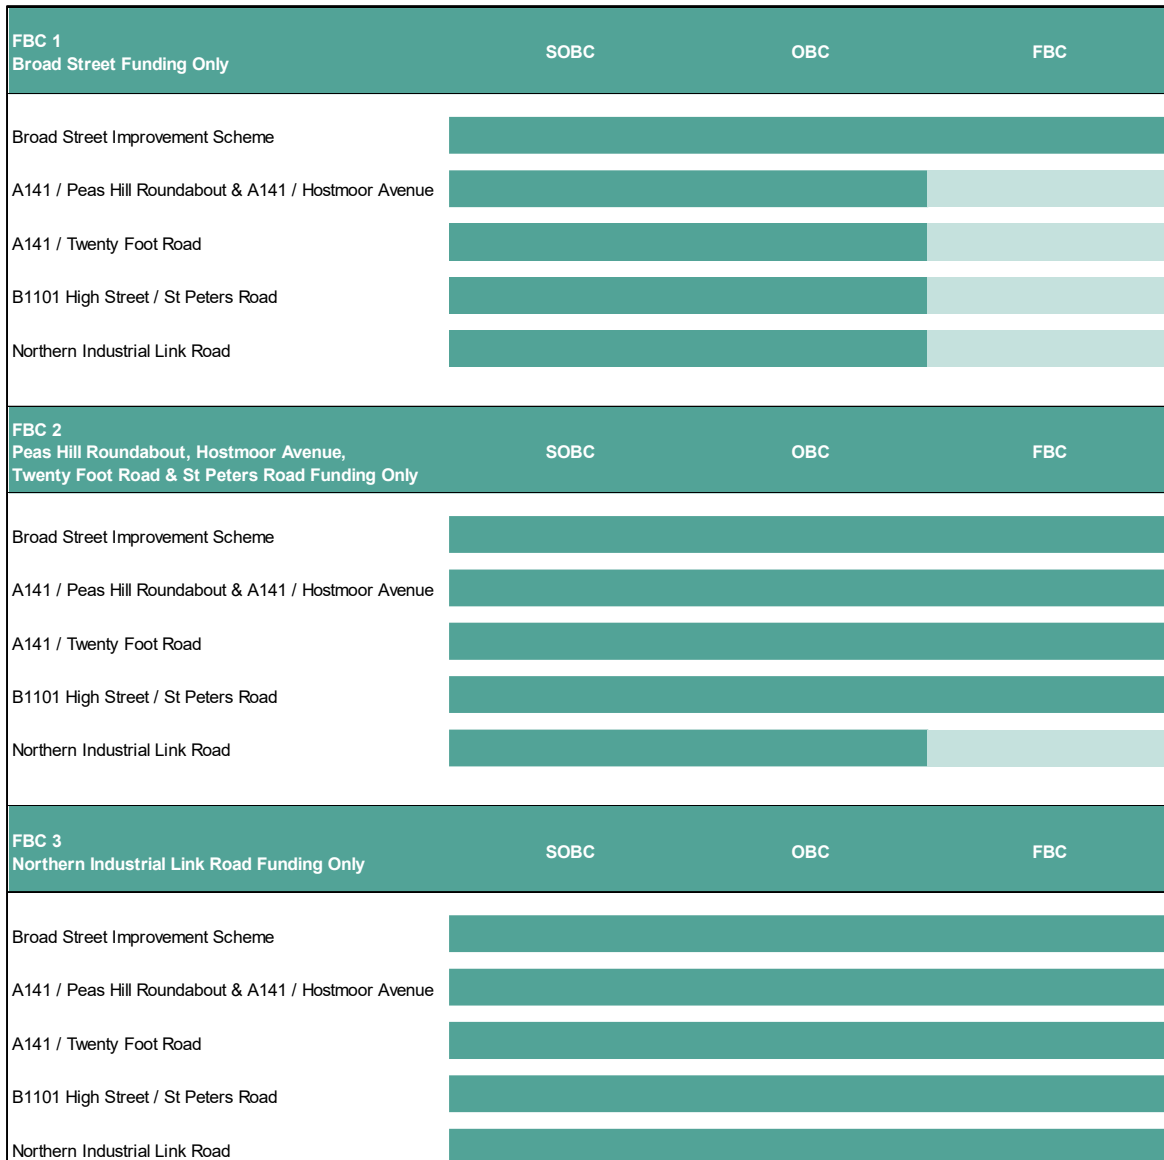 FBC 1
Broad Street Funding Only
SOBC OBC FBC
Broad Street Improvement Scheme
A141 / Peas Hill Roundabout & A141 / Hostmoor Avenue
A141 / Twenty Foot Road
B1101 High Street / St Peters Road
Northern Industrial Link Road
FBC 2
Peas Hill Roundabout, Hostmoor Avenue,
Twenty Foot Road & St Peters Road Funding Only
SOBC OBC FBC
Broad Street Improvement Scheme
A141 / Peas Hill Roundabout & A141 / Hostmoor Avenue
A141 / Twenty Foot Road
B1101 High Street / St Peters Road
Northern Industrial Link Road
FBC 3
Northern Industrial Link Road Funding Only
SOBC OBC FBC
Broad Street Improvement Scheme
A141 / Peas Hill Roundabout & A141 / Hostmoor Avenue
A141 / Twenty Foot Road
B1101 High Street / St Peters Road
Northern Industrial Link Road